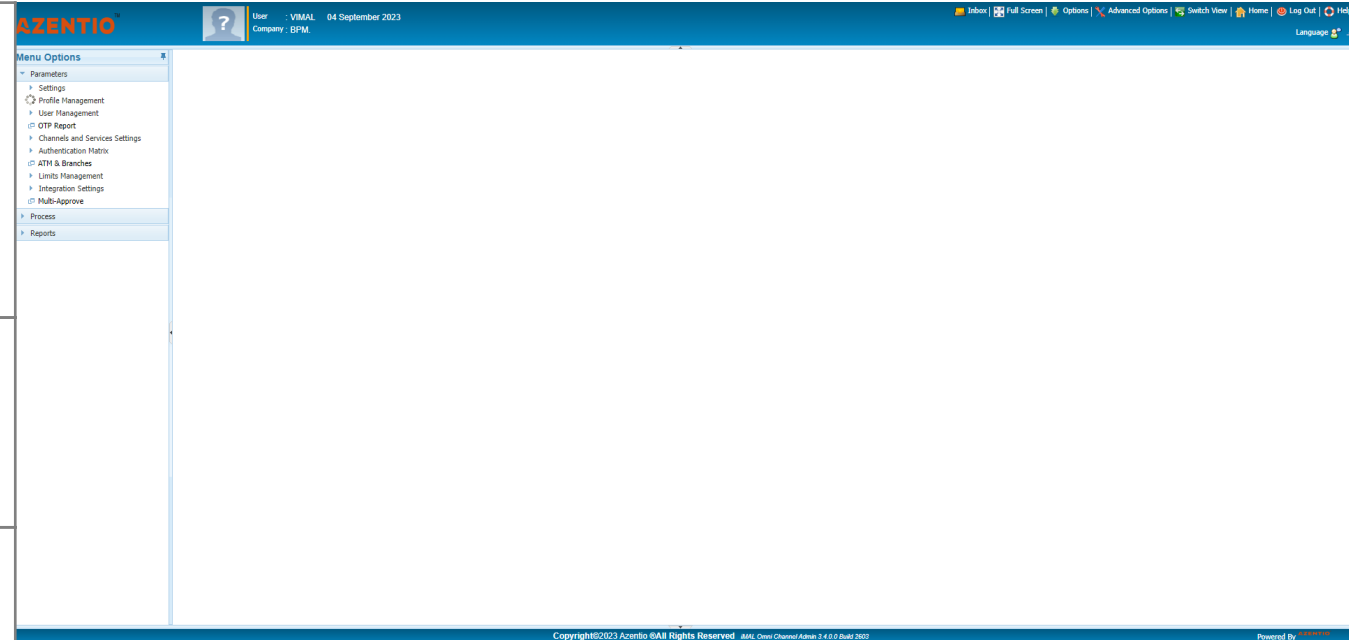 AZENTIO
User : VIMAL 04 September 2023
Company : BPM.
Inbox | Full Screen | Options | Advanced Options | Switch View | Home | Log Out | Hel
Language
Menu Options
Parameters
Settings
Profile Management
User Management
OTP Report
Channels and Services Settings
Authentication Matrix
ATM & Branches
Limits Management
Integration Settings
Multi-Approve
Process
Reports
Copyright©2023 Azentio ®All Rights Reserved iMAL Omni Channel Admin 3.4.0.0 Build 2603
Powered By AZENTIO